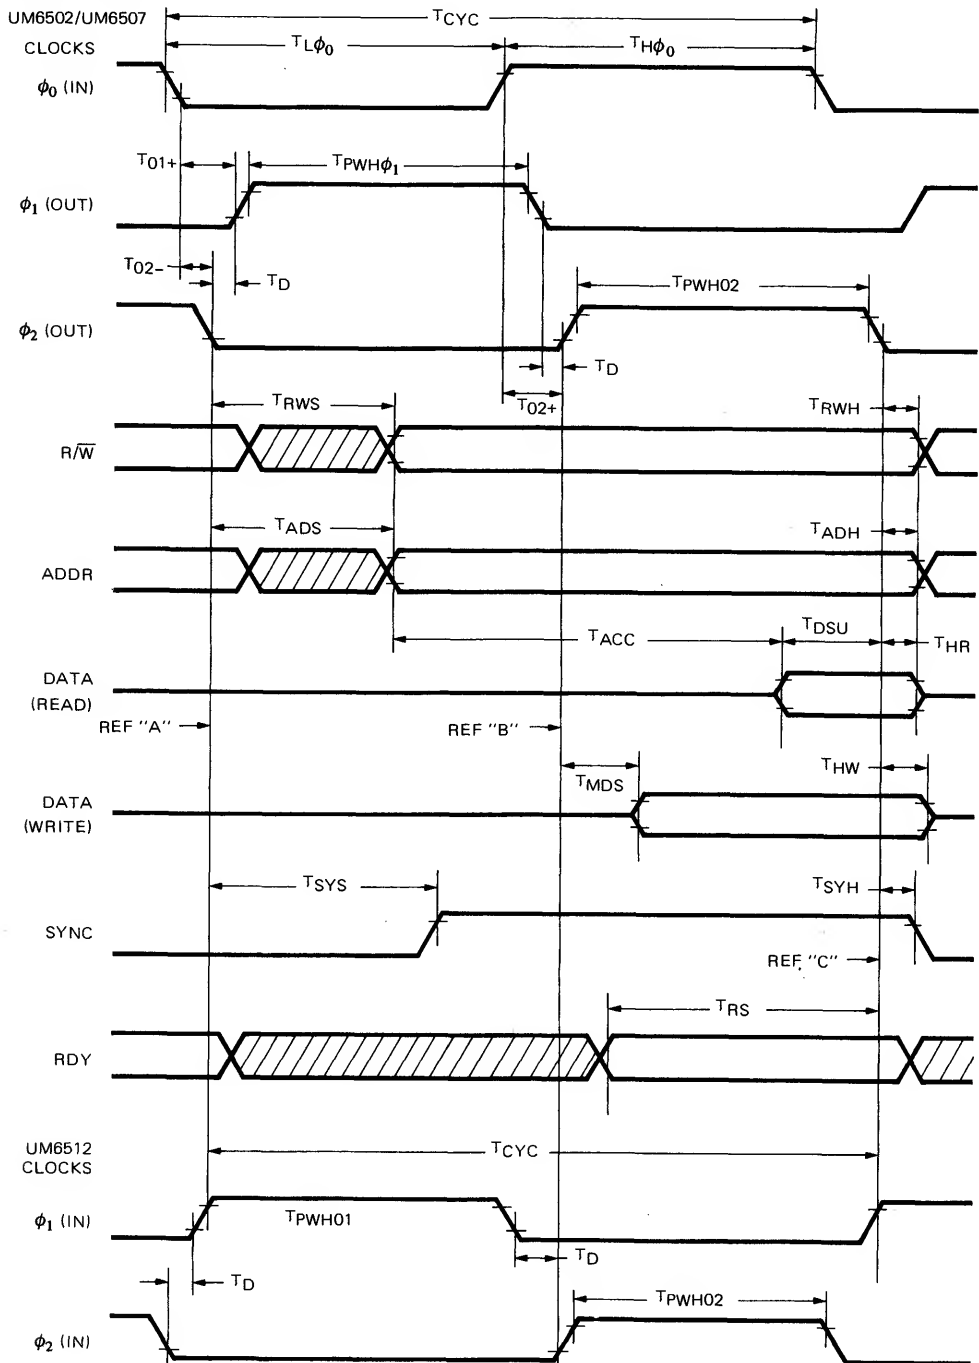 UM6502/UM6507
CLOCKS
TCYC
TLϕ0
THϕ0
ϕ0 (IN)
T01+
TPWHϕ1
ϕ1 (OUT)
T02–
TD
TPWH02
ϕ2 (OUT)
TD
T02+
TRWS
TRWH
R/W̅
TADS
TADH
ADDR
TACC
TDSU
THR
DATA
(READ)
REF "A"
REF "B"
TMDS
THW
DATA
(WRITE)
TSYS
TSYH
SYNC
REF, "C"
TRS
RDY
UM6512
CLOCKS
TCYC
ϕ1 (IN)
TPWH01
TD
TD
TPWH02
ϕ2 (IN)